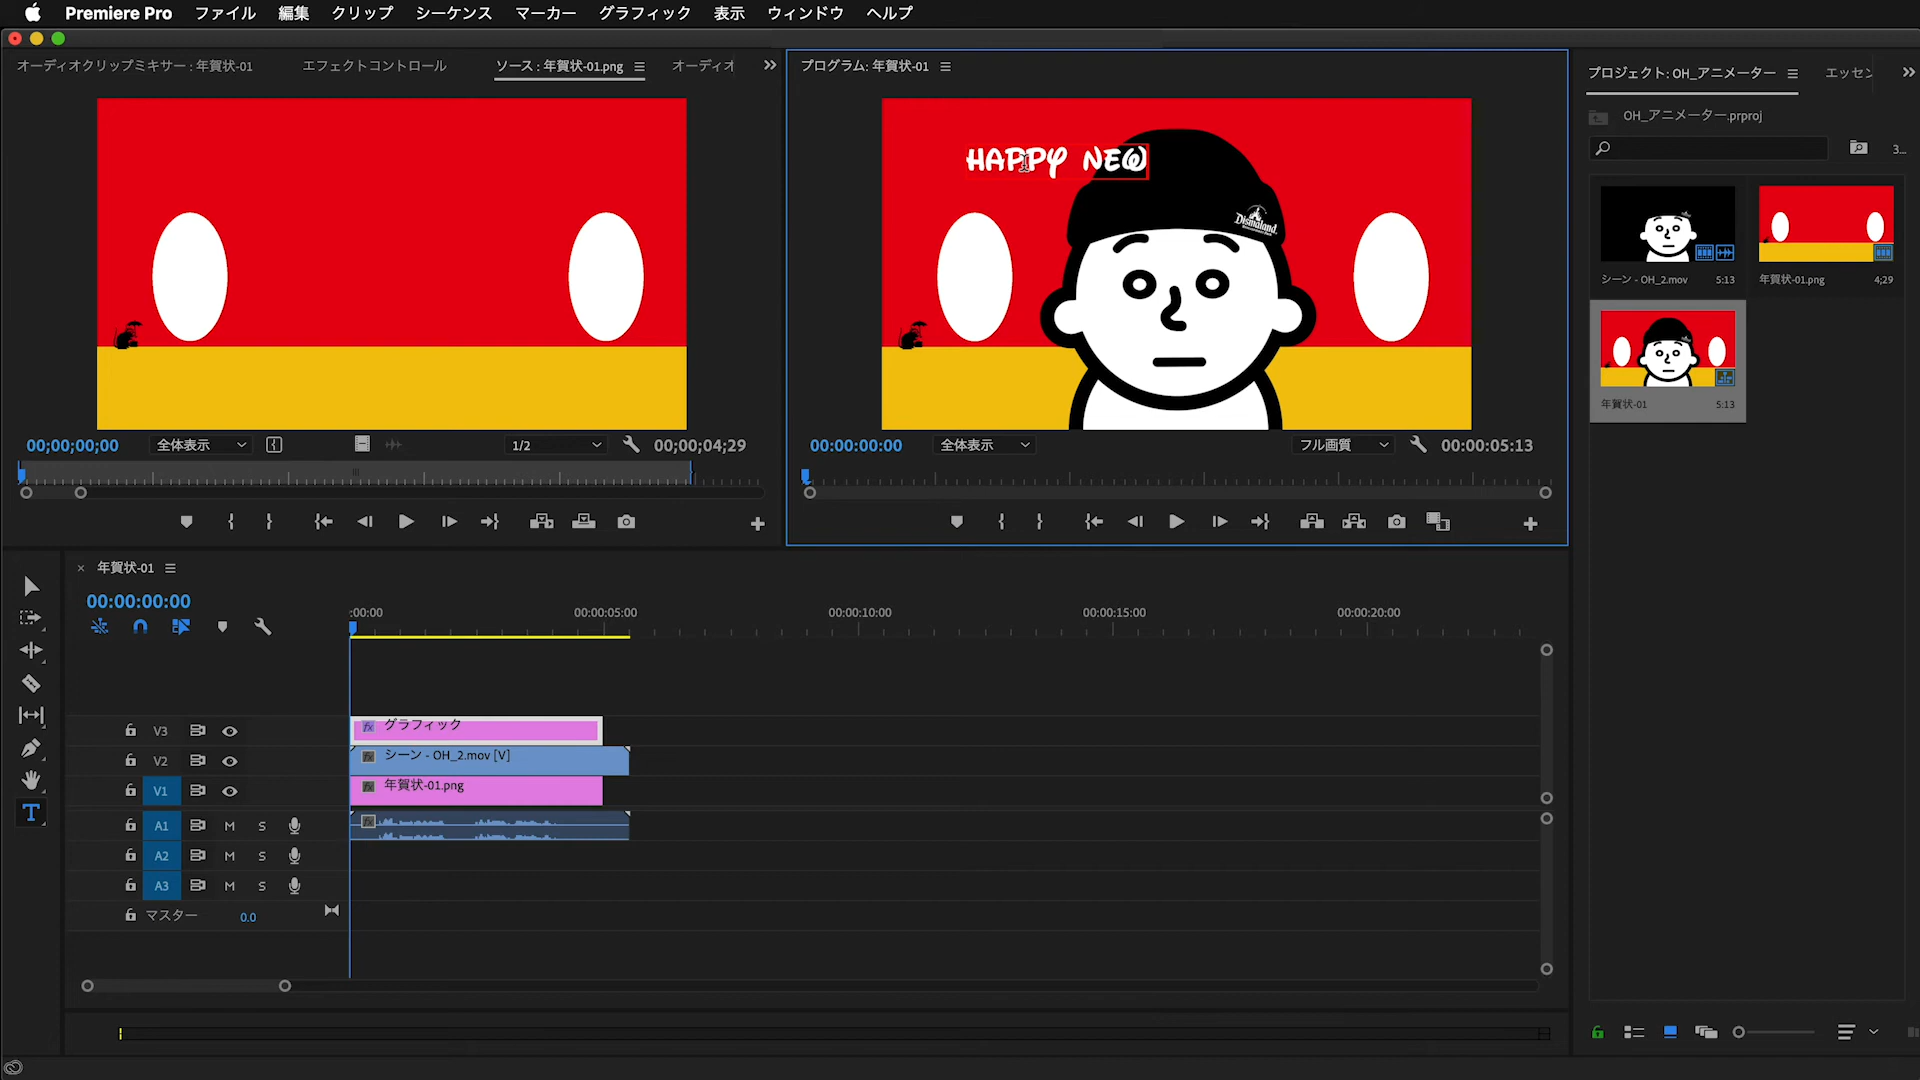 Premiere Pro ファイル 編集 クリップ シーケンス マーカー グラフィック 表示 ウィンドウ ヘルプ
オーディオクリップミキサー : 年賀状-01 エフェクトコントロール ソース : 年賀状-01.png オーディオ
プログラム: 年賀状-01
プロジェクト: OH_アニメーター エッセン
OH_アニメーター.prproj
3...
HAPPY NEW
Dismaland
シーン - OH_2.mov 5:13 年賀状-01.png 4;29
年賀状-01 5:13
00;00;00;00 全体表示 1/2 00;00;04;29
00:00:00:00 全体表示 フル画質 00:00:05:13
年賀状-01
00:00:00:00
:00:00 00:00:05:00 00:00:10:00 00:00:15:00 00:00:20:00
V3 fx グラフィック
V2 fx シーン - OH_2.mov [V]
V1 fx 年賀状-01.png
A1 M S fx
A2 M S
A3 M S
マスター 0.0